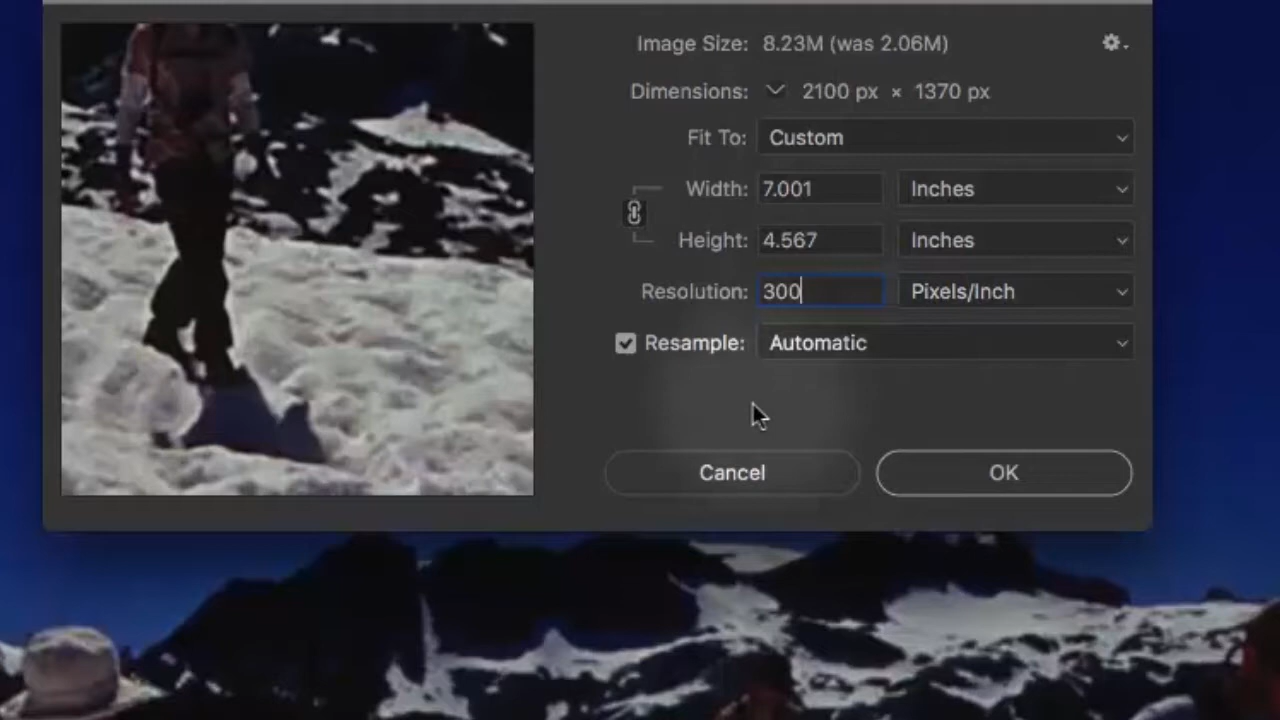 Image Size: 8.23M (was 2.06M)
Dimensions: 2100 px × 1370 px
Fit To: Custom
Width: 7.001 Inches
Height: 4.567 Inches
Resolution: 300 Pixels/Inch
Resample: Automatic
Cancel OK